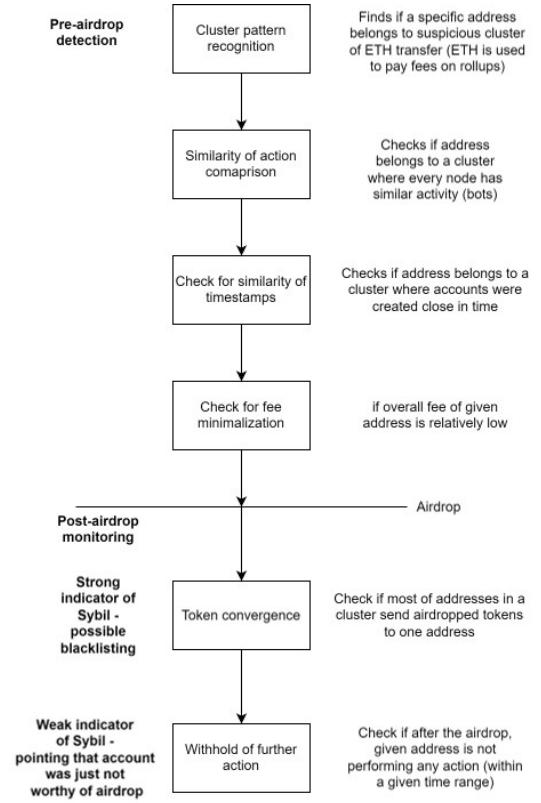 Pre-airdrop
detection
Cluster pattern
recognition
Finds if a specific address
belongs to suspicious cluster
of ETH transfer (ETH is used
to pay fees on rollups)
Similarity of action
comaprison
Checks if address
belongs to a cluster
where every node has
similar activity (bots)
Check for similarity of
timestamps
Checks if address belongs to a
cluster where accounts were
created close in time
Check for fee
minimalization
if overall fee of given
address is relatively low
Airdrop
Post-airdrop
monitoring
Strong
indicator of
Sybil -
possible
blacklisting
Token convergence
Check if most of addresses in a
cluster send airdropped tokens
to one address
Weak indicator
of Sybil -
pointing that account
was just not
worthy of airdrop
Withhold of further
action
Check if after the airdrop,
given address is not
performing any action (within
a given time range)